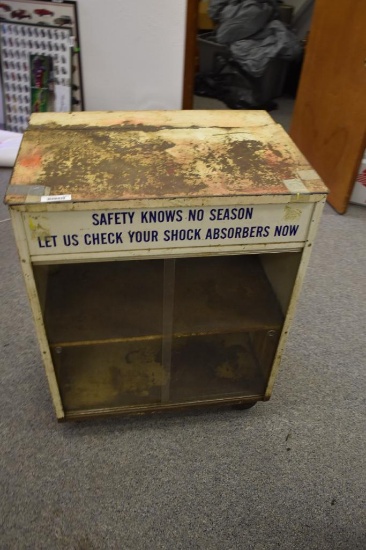 SAFETY KNOWS NO SEASON
LET US CHECK YOUR SHOCK ABSORBERS NOW